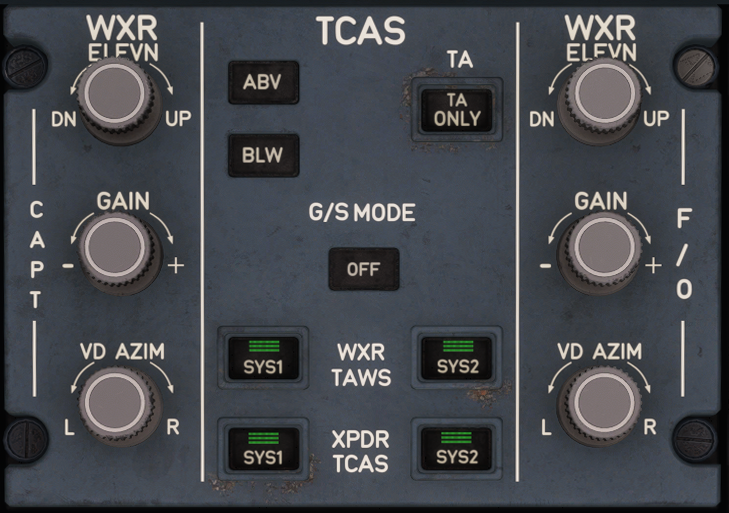 WXR
ELEVN
DN
UP
GAIN
-
+
C
A
P
T
VD AZIM
L
R
TCAS
ABV
BLW
TA
TA
ONLY
G/S MODE
OFF
SYS1
WXR
TAWS
SYS2
SYS1
XPDR
TCAS
SYS2
WXR
ELEVN
DN
UP
GAIN
-
+
F
/
O
VD AZIM
L
R